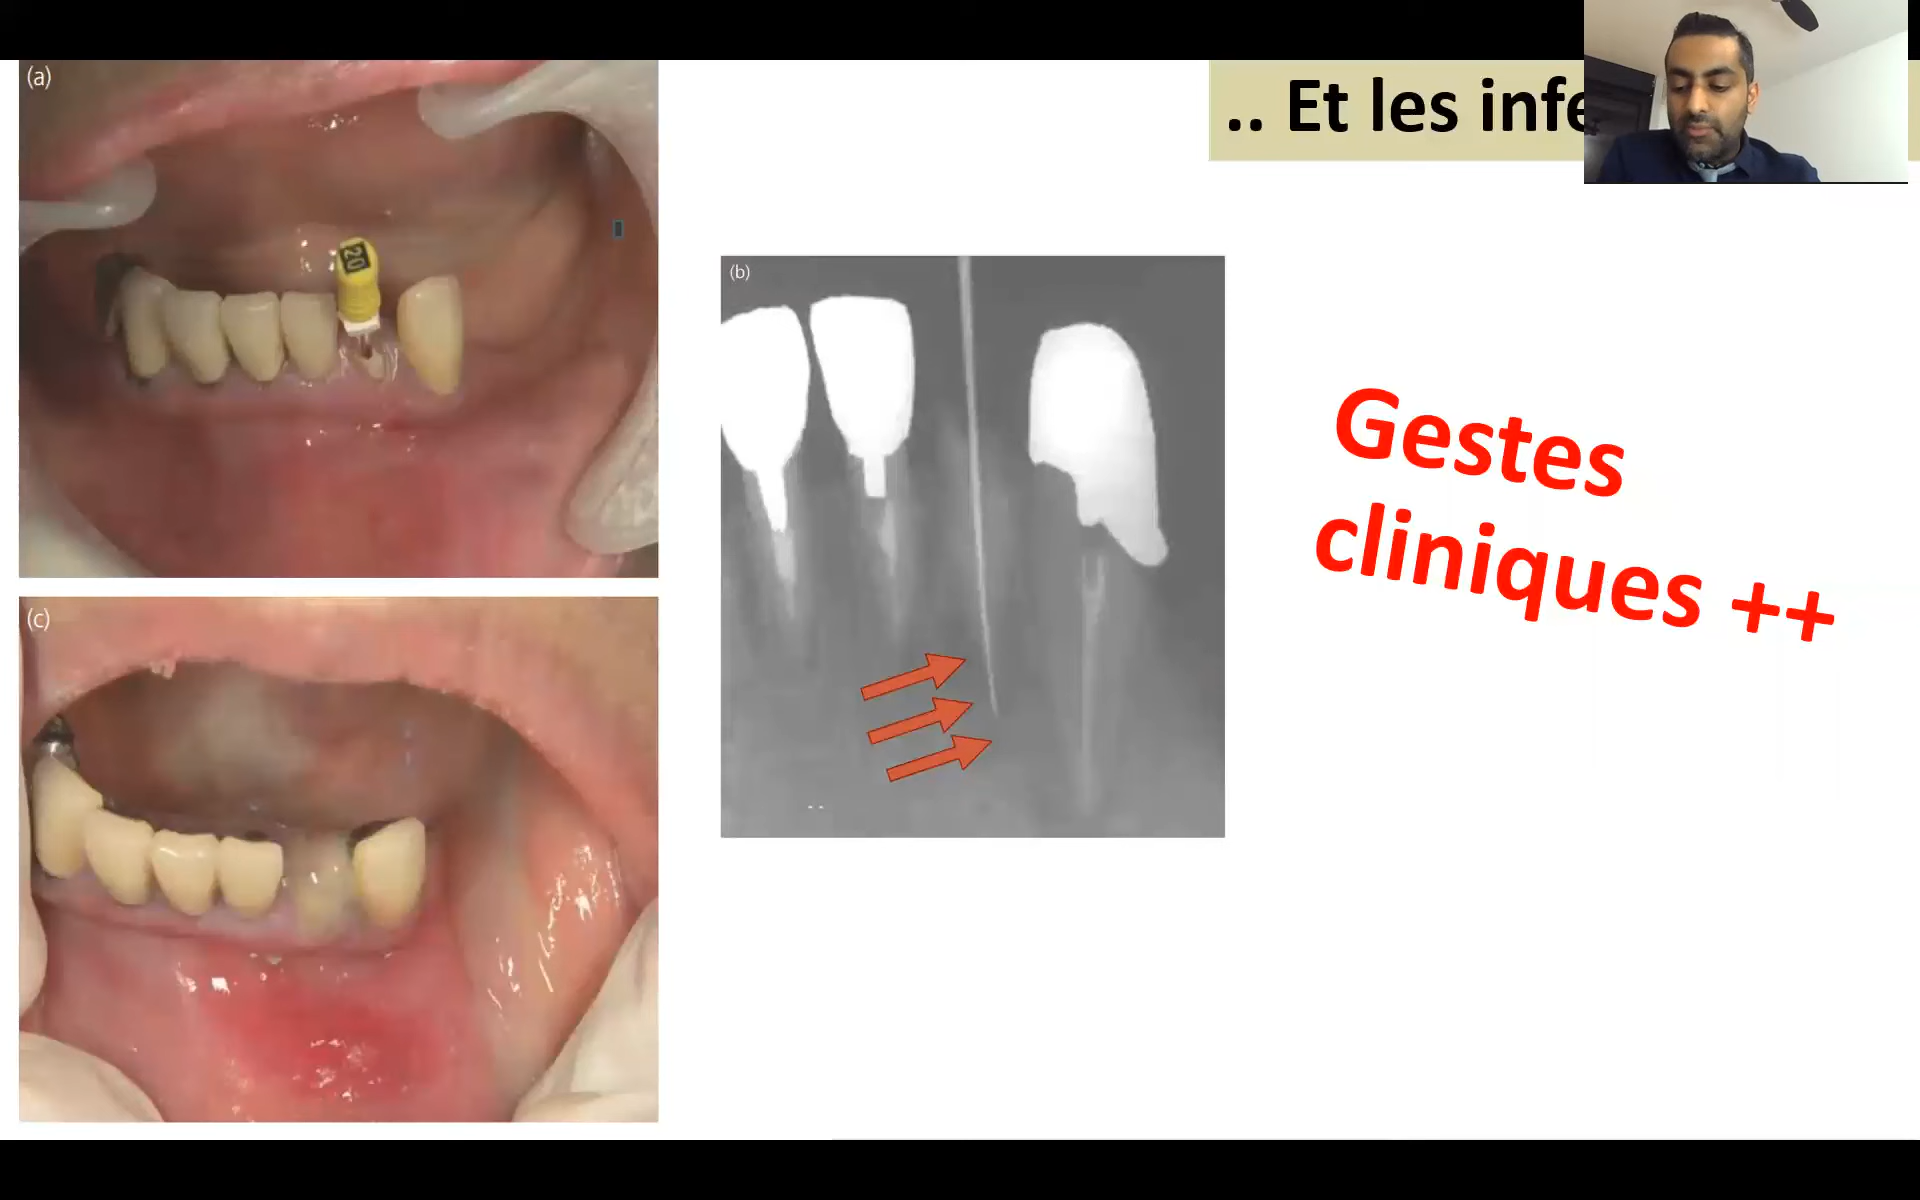 (a)
.. Et les infe
20
(b)
Gestes
cliniques ++
(c)